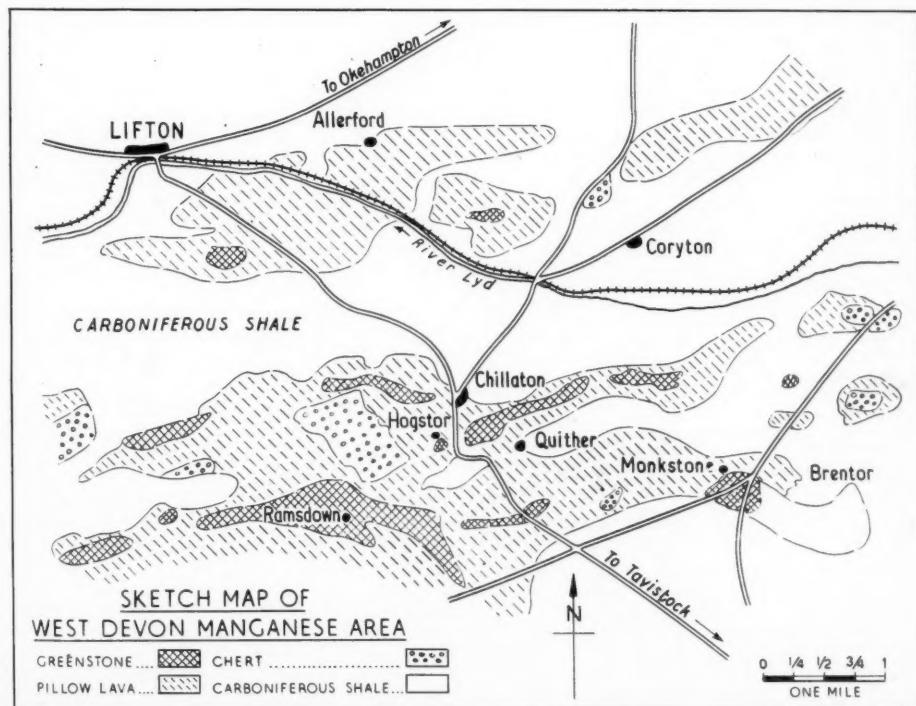 To Okehampton
LIFTON
Allerford
Coryton
River Lyd
CARBONIFEROUS SHALE
Chillaton
Hogstor
Quither
Monkston
Brentor
Ramsdown
To Tavistock
N
SKETCH MAP OF
WEST DEVON MANGANESE AREA
GREENSTONE.... CHERT ......................
PILLOW LAVA.... CARBONIFEROUS SHALE...
0 1/4 1/2 3/4 1
ONE MILE